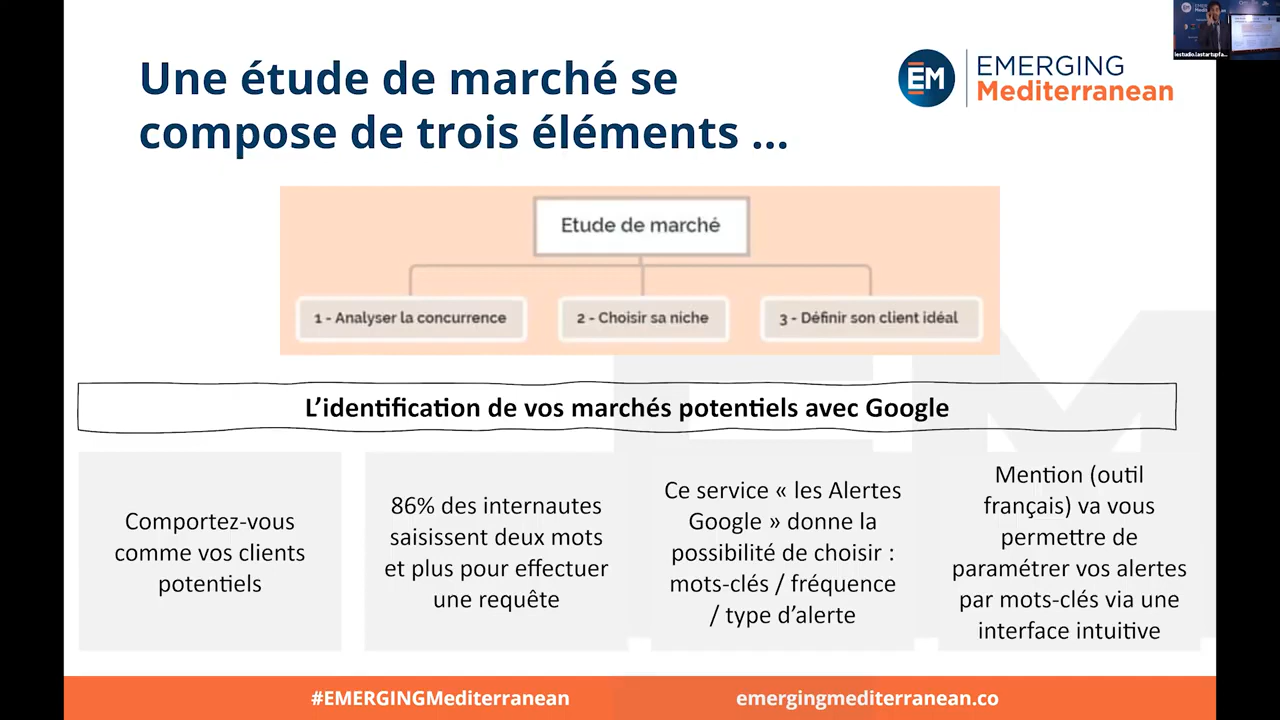 Une étude de marché se
compose de trois éléments ...
EM
EMERGING
Mediterranean
Etude de marché
1 - Analyser la concurrence
2 - Choisir sa niche
3 - Définir son client idéal
L’identification de vos marchés potentiels avec Google
Comportez-vous
comme vos clients
potentiels
86% des internautes
saisissent deux mots
et plus pour effectuer
une requête
Ce service « les Alertes
Google » donne la
possibilité de choisir :
mots-clés / fréquence
/ type d’alerte
Mention (outil
français) va vous
permettre de
paramétrer vos alertes
par mots-clés via une
interface intuitive
#EMERGINGMediterranean
emergingmediterranean.co